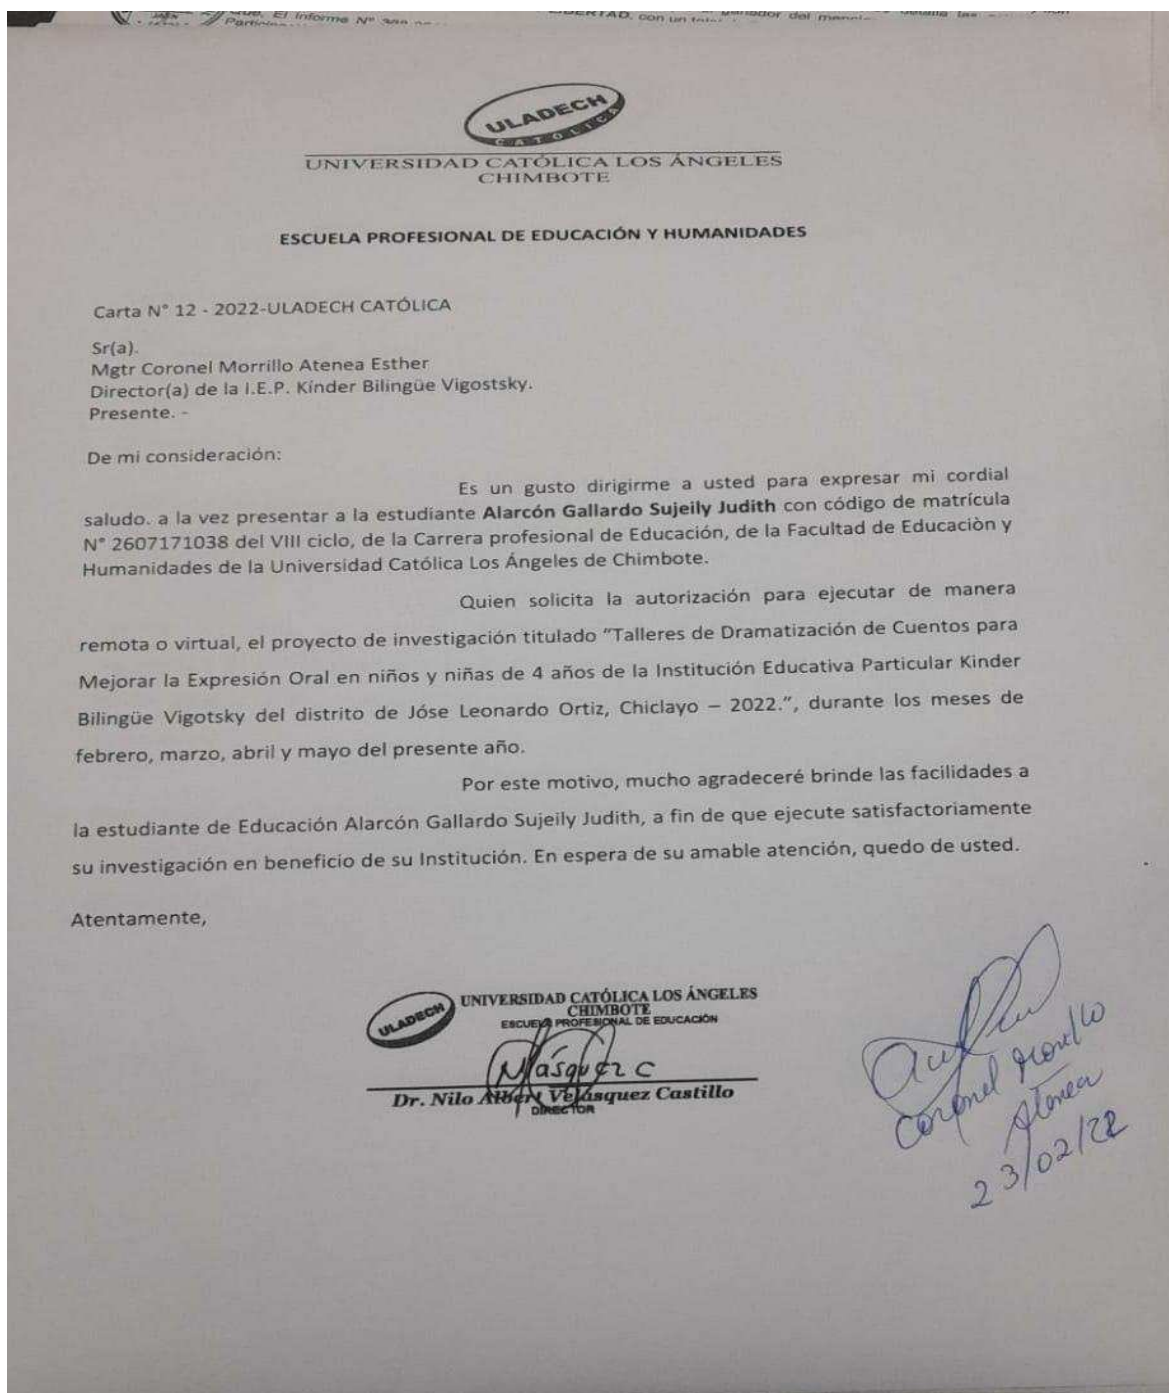 Que, El Informe N°
LIBERTAD, con un
ULADECH
CATÓLICA
UNIVERSIDAD CATÓLICA LOS ÁNGELES
CHIMBOTE
ESCUELA PROFESIONAL DE EDUCACIÓN Y HUMANIDADES
Carta N° 12 - 2022-ULADECH CATÓLICA
Sr(a).
Mgtr Coronel Morrillo Atenea Esther
Director(a) de la I.E.P. Kínder Bilingüe Vigostsky.
Presente. -
De mi consideración:
Es un gusto dirigirme a usted para expresar mi cordial
saludo. a la vez presentar a la estudiante Alarcón Gallardo Sujeily Judith con código de matrícula
N° 2607171038 del VIII ciclo, de la Carrera profesional de Educación, de la Facultad de Educaciòn y
Humanidades de la Universidad Católica Los Ángeles de Chimbote.
Quien solicita la autorización para ejecutar de manera
remota o virtual, el proyecto de investigación titulado “Talleres de Dramatización de Cuentos para
Mejorar la Expresión Oral en niños y niñas de 4 años de la Institución Educativa Particular Kinder
Bilingüe Vigotsky del distrito de Jóse Leonardo Ortiz, Chiclayo – 2022.”, durante los meses de
febrero, marzo, abril y mayo del presente año.
Por este motivo, mucho agradeceré brinde las facilidades a
la estudiante de Educación Alarcón Gallardo Sujeily Judith, a fin de que ejecute satisfactoriamente
su investigación en beneficio de su Institución. En espera de su amable atención, quedo de usted.
Atentamente,
ULADECH
UNIVERSIDAD CATÓLICA LOS ÁNGELES
CHIMBOTE
ESCUELA PROFESIONAL DE EDUCACIÓN
Dr. Nilo Albert Velásquez Castillo
DIRECTOR
Coronel Morillo
Atenea
23/02/22